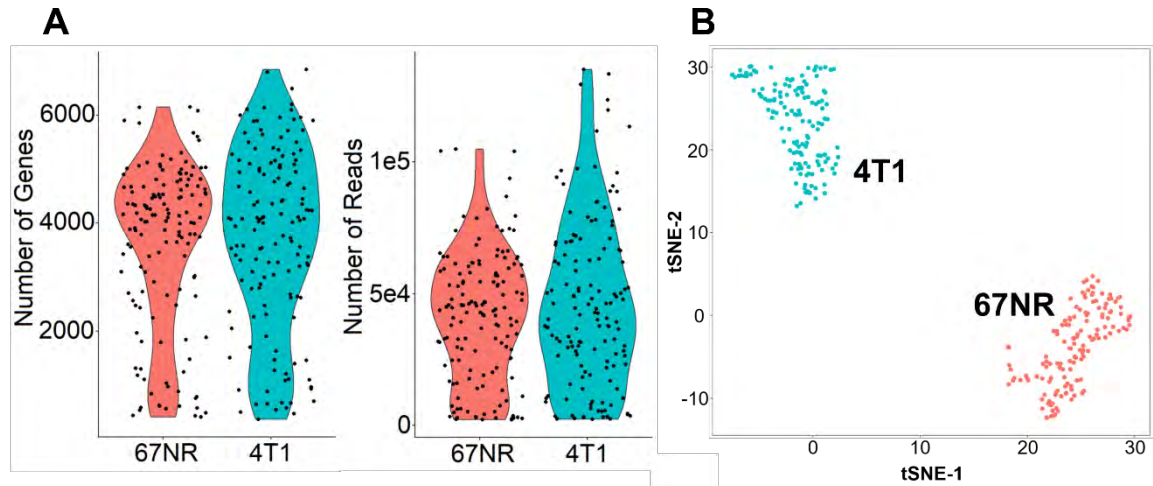 A
Number of Genes
6000
4000
2000
67NR
4T1
Number of Reads
1e5
5e4
0
67NR
4T1
B
tSNE-2
30
20
10
0
-10
4T1
67NR
0
10
20
30
tSNE-1